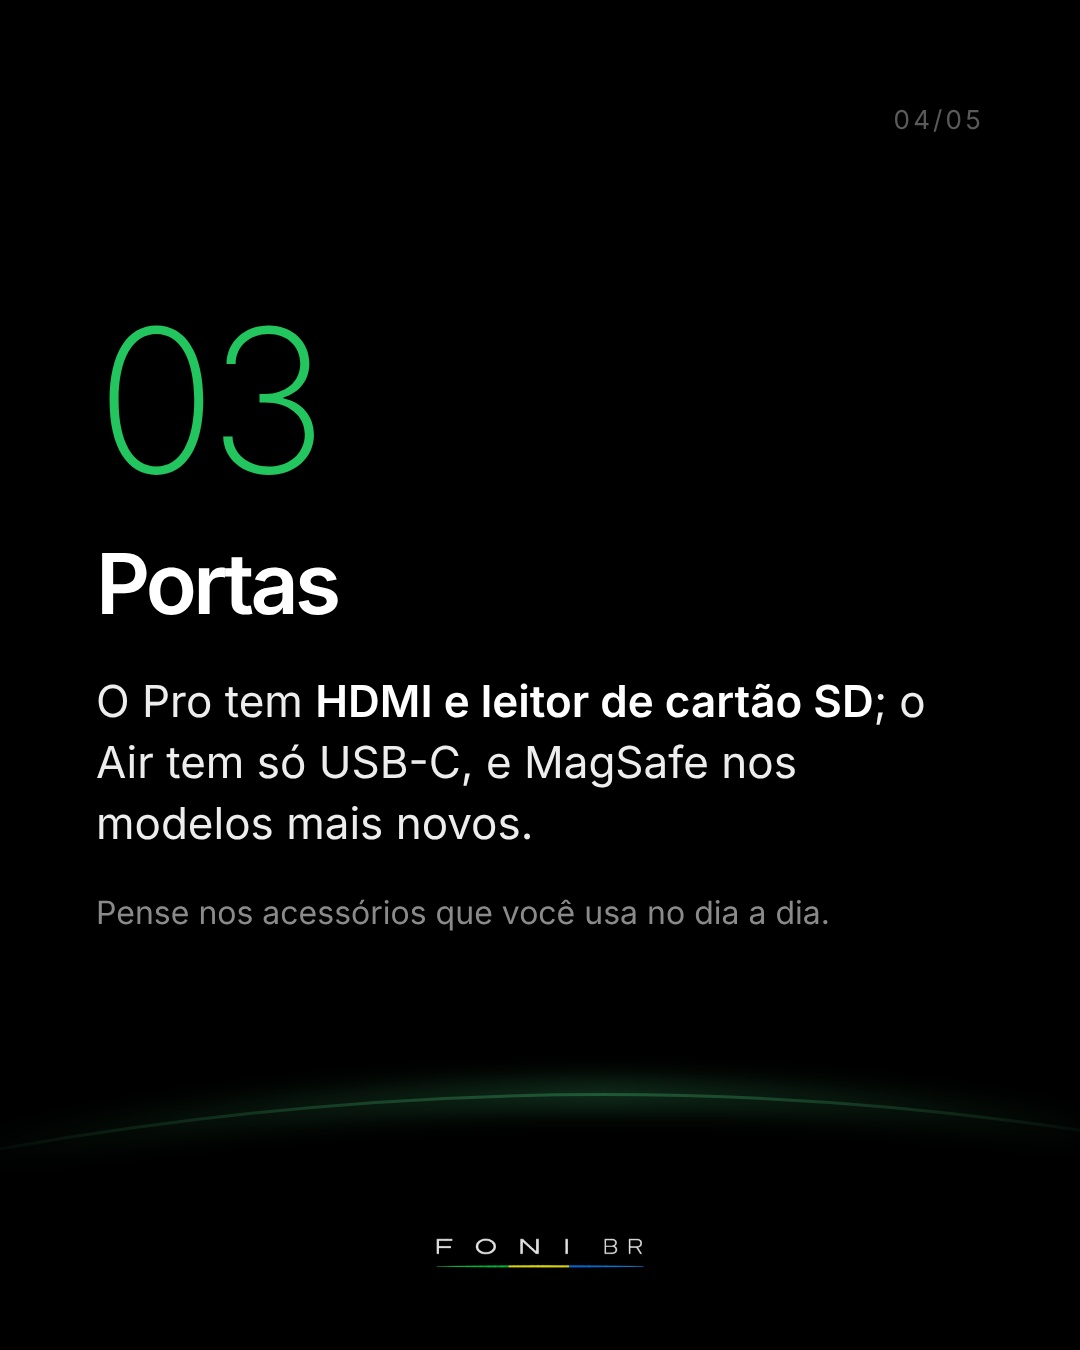 04/05
03
Portas
O Pro tem HDMI e leitor de cartão SD; o
Air tem só USB-C, e MagSafe nos
modelos mais novos.
Pense nos acessórios que você usa no dia a dia.
FONI BR